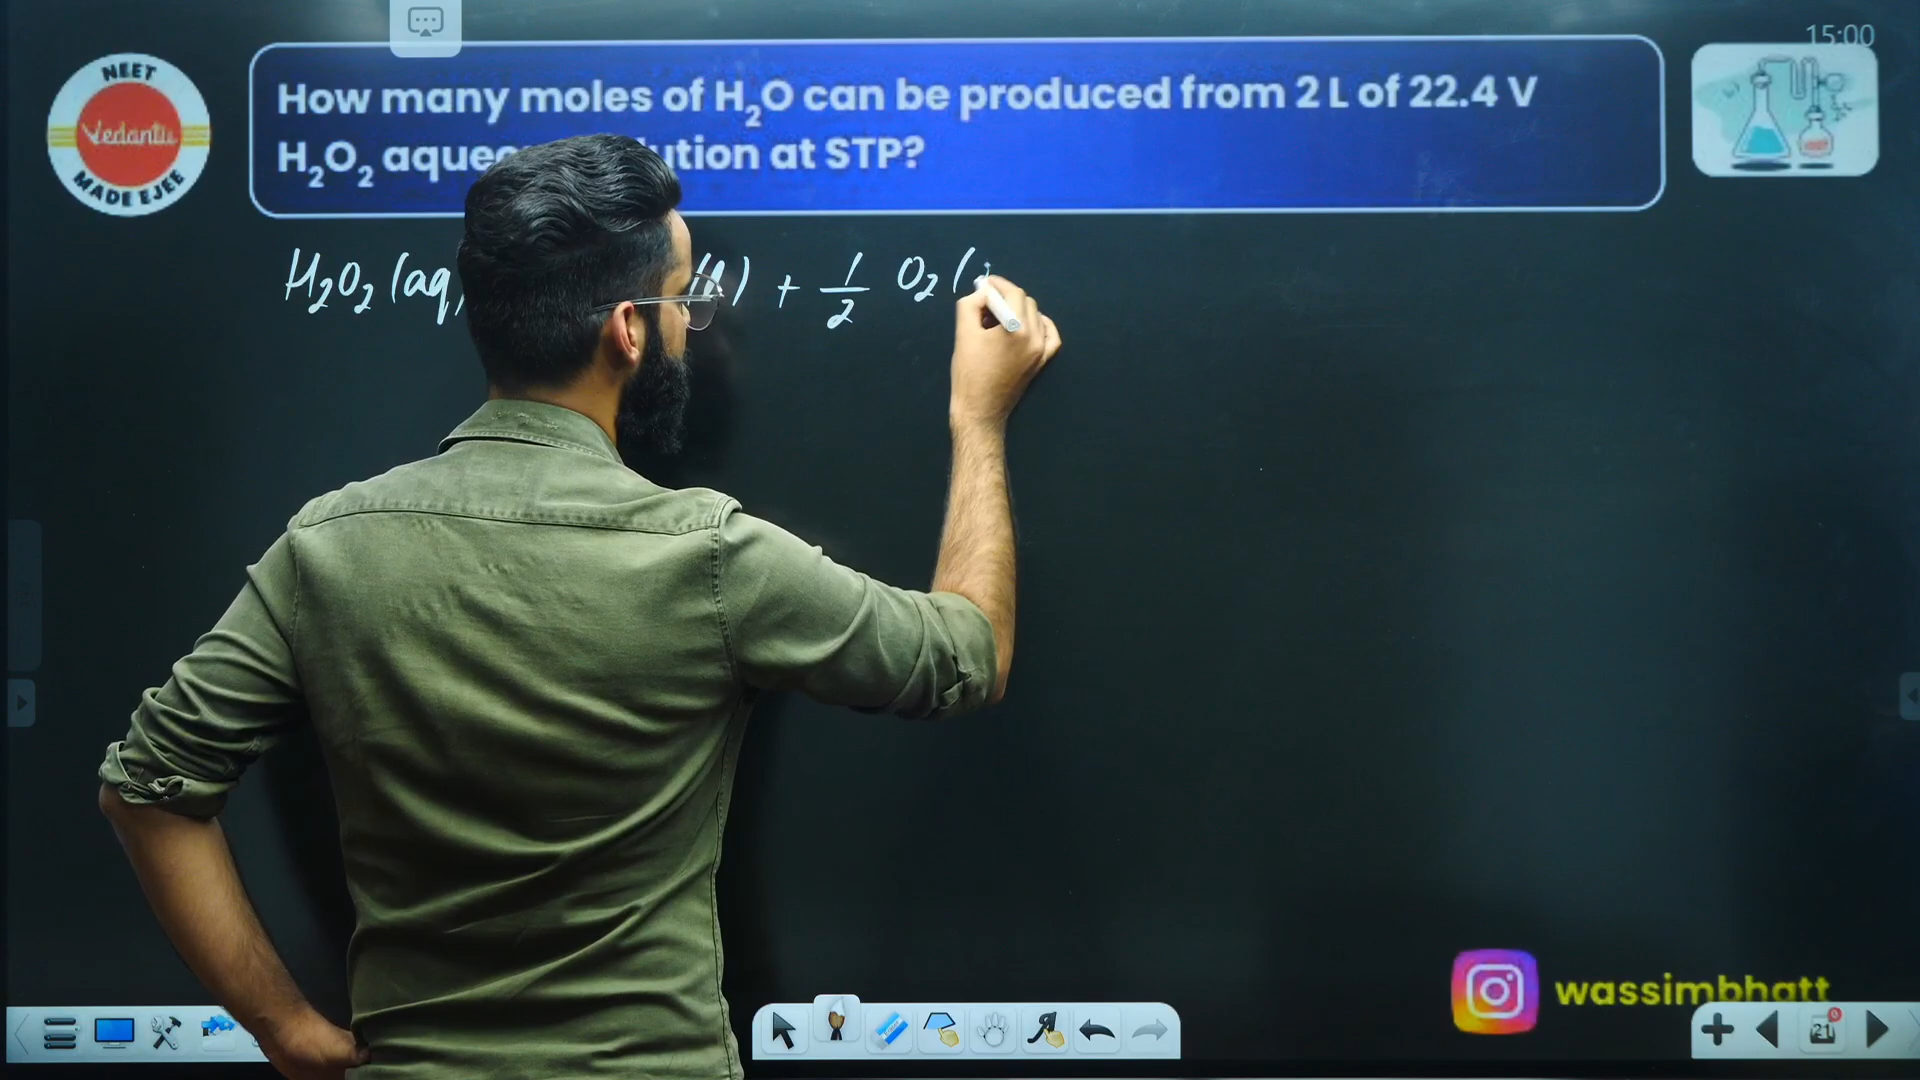 15:00
NEET
Vedantu
MADE EJEE
How many moles of H₂O can be produced from 2 L of 22.4 V
H₂O₂ aque ution at STP?
H₂O₂ (aq) (l) + 1/2 O₂ (
wassimbhatt
21